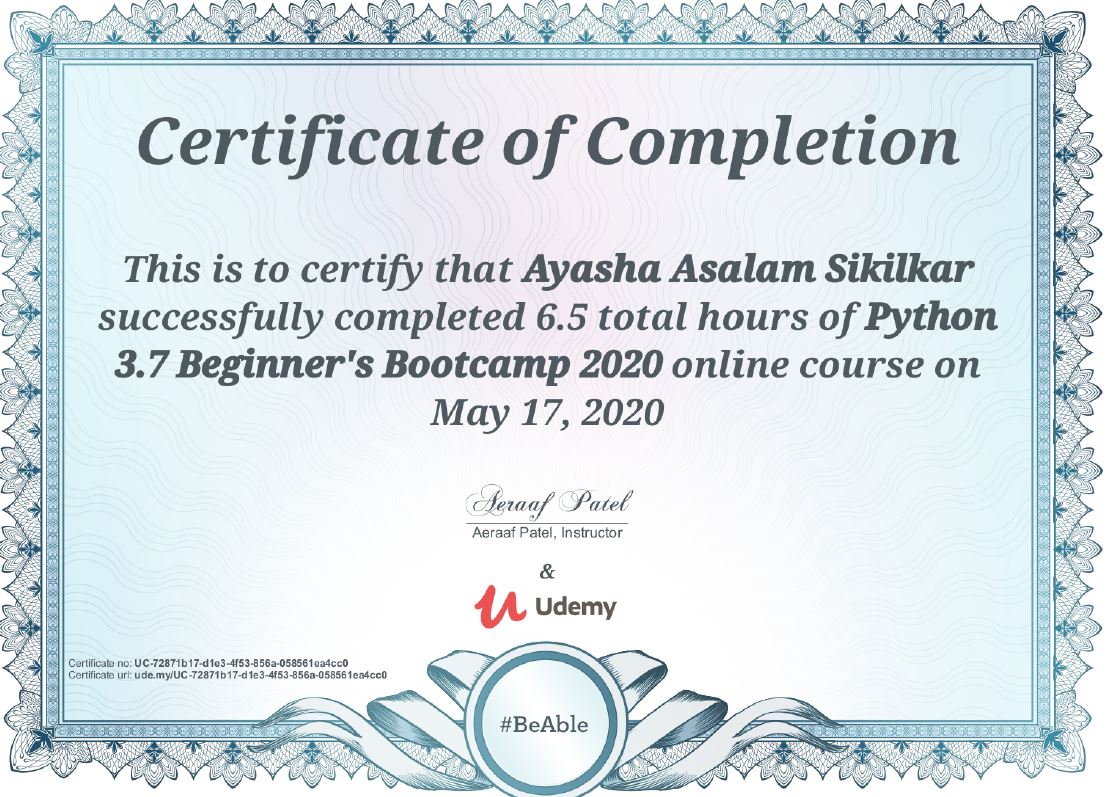 Certificate of Completion
This is to certify that Ayasha Asalam Sikilkar
successfully completed 6.5 total hours of Python
3.7 Beginner's Bootcamp 2020 online course on
May 17, 2020
Aeraaf Patel
Aeraaf Patel, Instructor
&
Udemy
Certificate no: UC-72871b17-d1e3-4f53-856a-058561ea4cc0
Certificate url: ude.my/UC-72871b17-d1e3-4f53-856a-058561ea4cc0
#BeAble